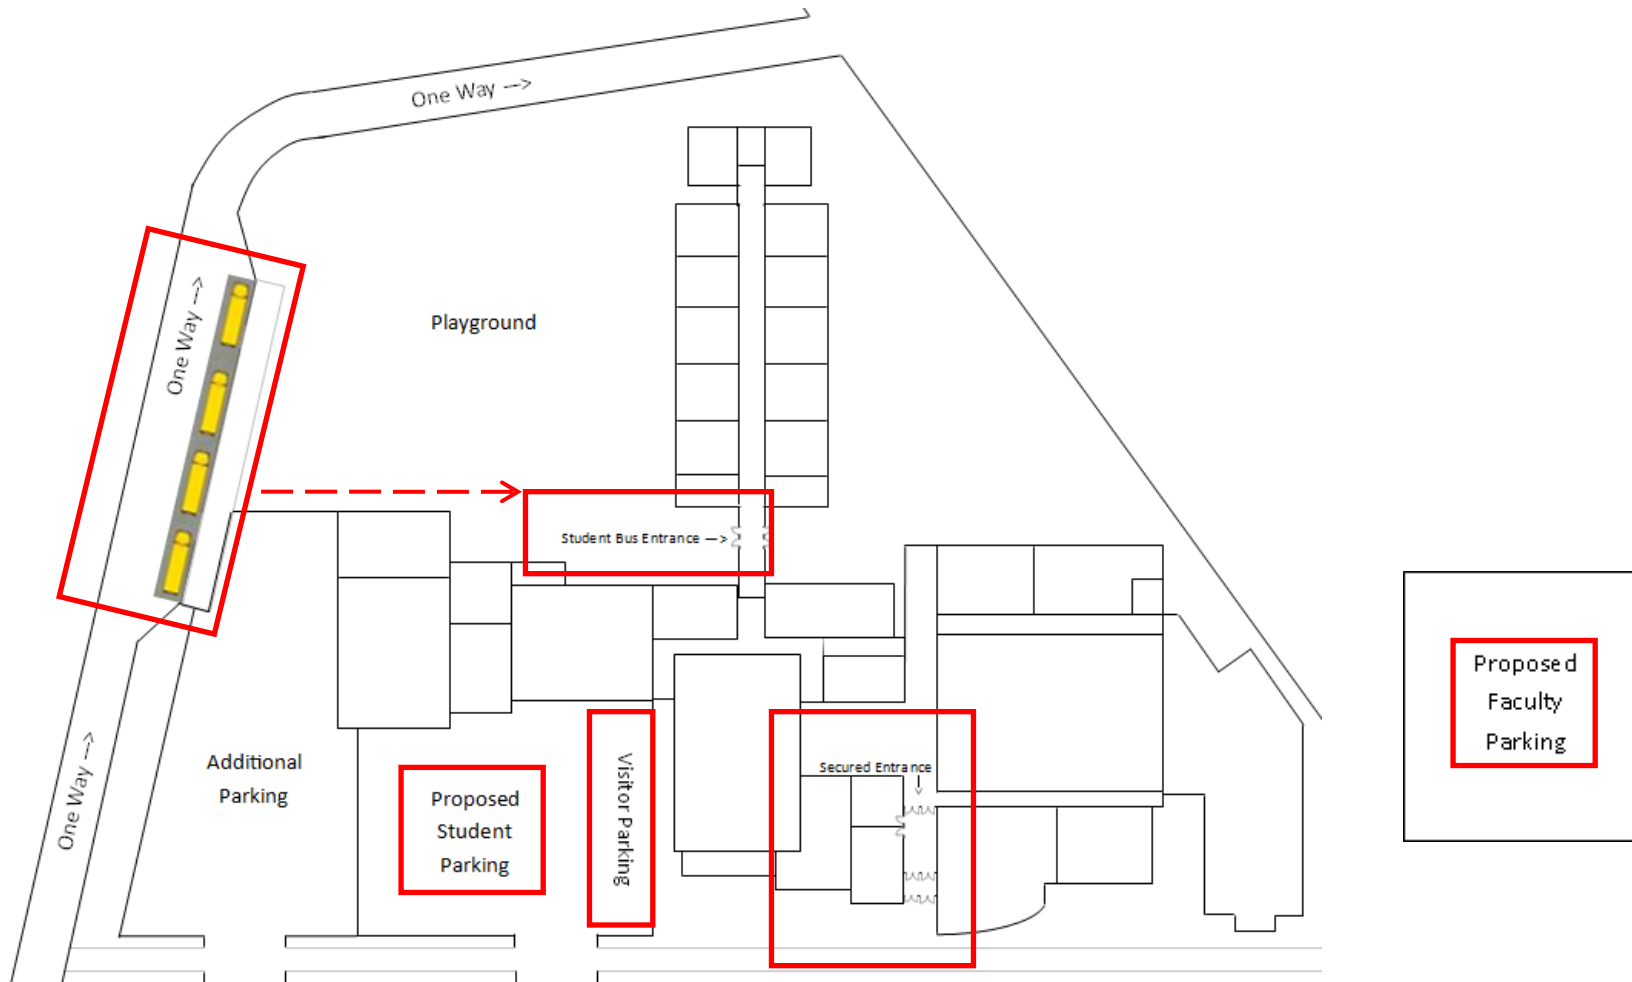 One Way --->
One Way --->
Playground
Student Bus Entrance —>
Proposed
Faculty
Parking
Additional
Parking
Proposed
Student
Parking
Visitor Parking
Secured Entrance
One Way --->